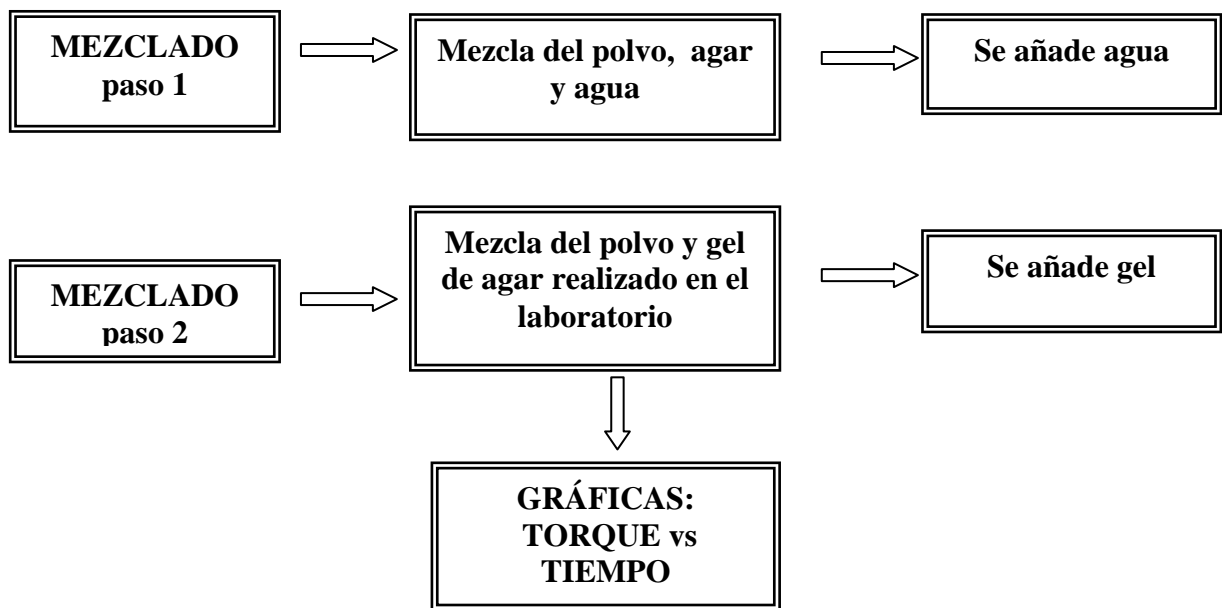 MEZCLADO
paso 1
Mezcla del polvo, agar
y agua
Se añade agua
MEZCLADO
paso 2
Mezcla del polvo y gel
de agar realizado en el
laboratorio
Se añade gel
GRÁFICAS:
TORQUE vs
TIEMPO